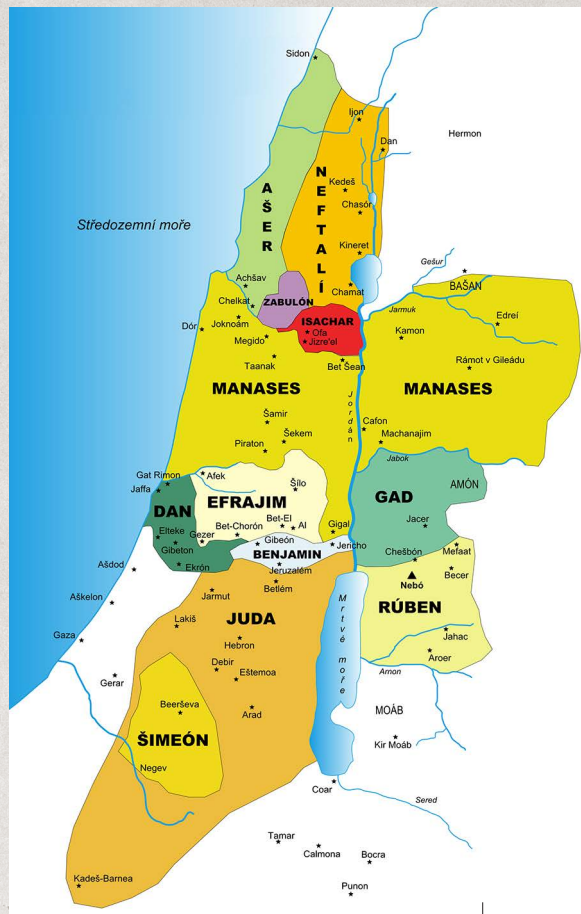 Sidon
Ijon
Dan
Hermon
AŠER
NEFTALÍ
Kedeš
Chasór
Středozemní moře
Kineret
Gešur
BAŠAN
Achšav
Chamat
ZABULÓN
Chelkat
Jarmuk
Edreí
Joknoám
ISACHAR
Dór
Ofa
Kamon
Megido
Jizre'el
Taanak
Bet Šean
Rámot v Gileádu
MANASES
MANASES
Jordán
Šamir
Cafon
Šekem
Machanajim
Piraton
Jabok
Gat Rimon
Afek
Jaffa
Šílo
GAD
AMÓN
DAN
EFRAJIM
Bet-El
Jacer
Elteke
Gezer
Bet-Chorón
AI
Gigal
Gibeton
Gibeón
Jericho
BENJAMIN
Chešbón
Mefaat
Ekrón
Jeruzalém
Ašdod
Becer
Betlém
Nebó
Jarmut
RÚBEN
Aškelon
Lakiš
JUDA
Mrtvé moře
Gaza
Hebron
Jahac
Aroer
Debir
Arnon
Gerar
Eštemoa
Beerševa
Arad
MOÁB
ŠIMEÓN
Kir Moáb
Negev
Coar
Sered
Tamar
Calmona
Bocra
Kadeš-Barnea
Punon